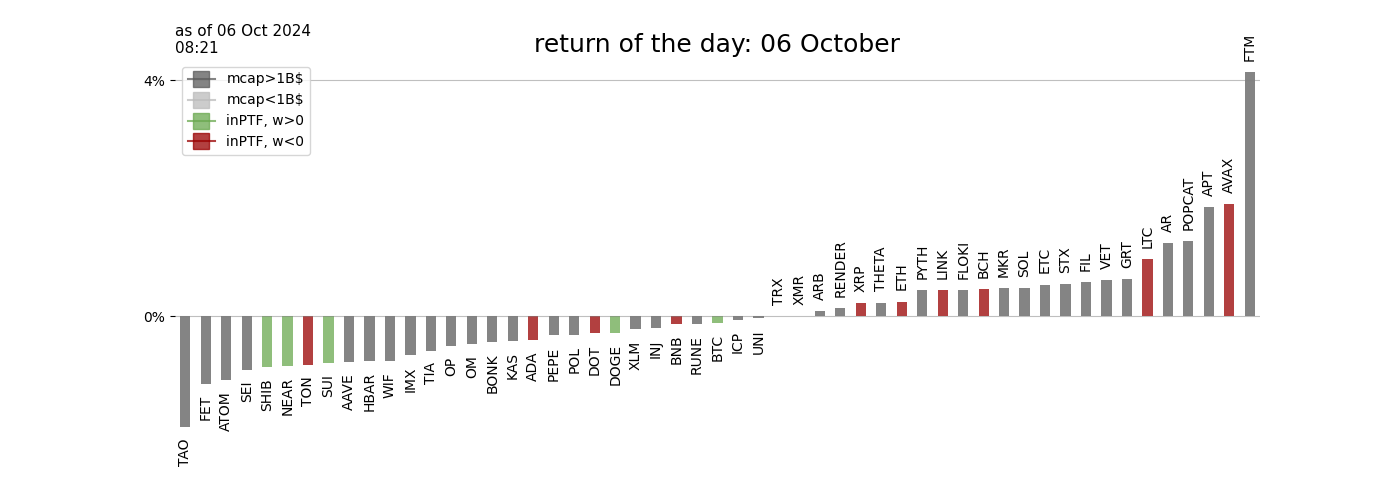 as of 06 Oct 2024
08:21
return of the day: 06 October
mcap>1B$
mcap<1B$
inPTF, w>0
inPTF, w<0
4%
0%
TAO
FET
ATOM
SEI
SHIB
NEAR
TON
SUI
AAVE
HBAR
WIF
IMX
TIA
OP
OM
BONK
KAS
ADA
PEPE
POL
DOT
DOGE
XLM
INJ
BNB
RUNE
BTC
ICP
UNI
TRX
XMR
ARB
RENDER
XRP
THETA
ETH
PYTH
LINK
FLOKI
BCH
MKR
SOL
ETC
STX
FIL
VET
GRT
LTC
AR
POPCAT
APT
AVAX
FTM